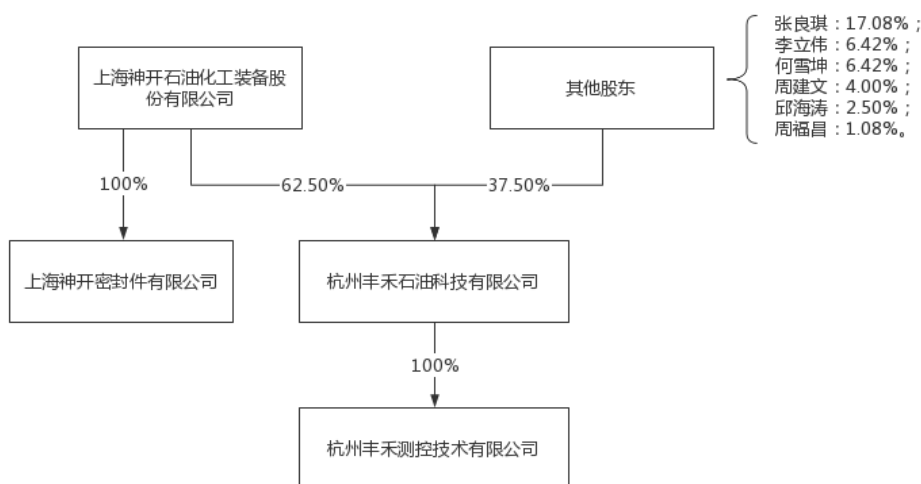 上海神开石油化工装备股
份有限公司
其他股东
张良琪：17.08%；
李立伟：6.42%；
何雪坤：6.42%；
周建文：4.00%；
邱海涛：2.50%；
周福昌：1.08%。
100%
62.50%
37.50%
上海神开密封件有限公司
杭州丰禾石油科技有限公司
100%
杭州丰禾测控技术有限公司